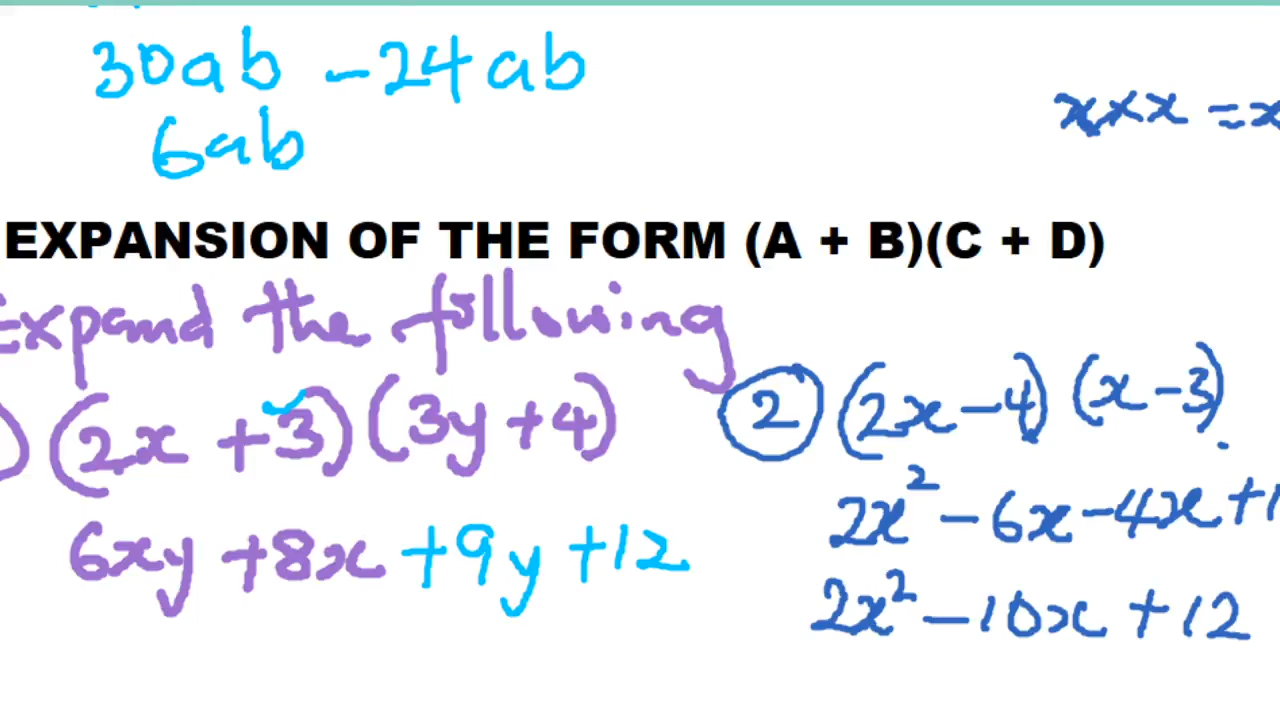 30ab - 24ab
6ab
x × x = x
EXPANSION OF THE FORM (A + B)(C + D)
Expand the following
) (2x + 3)(3y + 4)
6xy + 8x + 9y + 12
② (2x - 4)(x - 3).
2x² - 6x - 4x + 1
2x² - 10x + 12